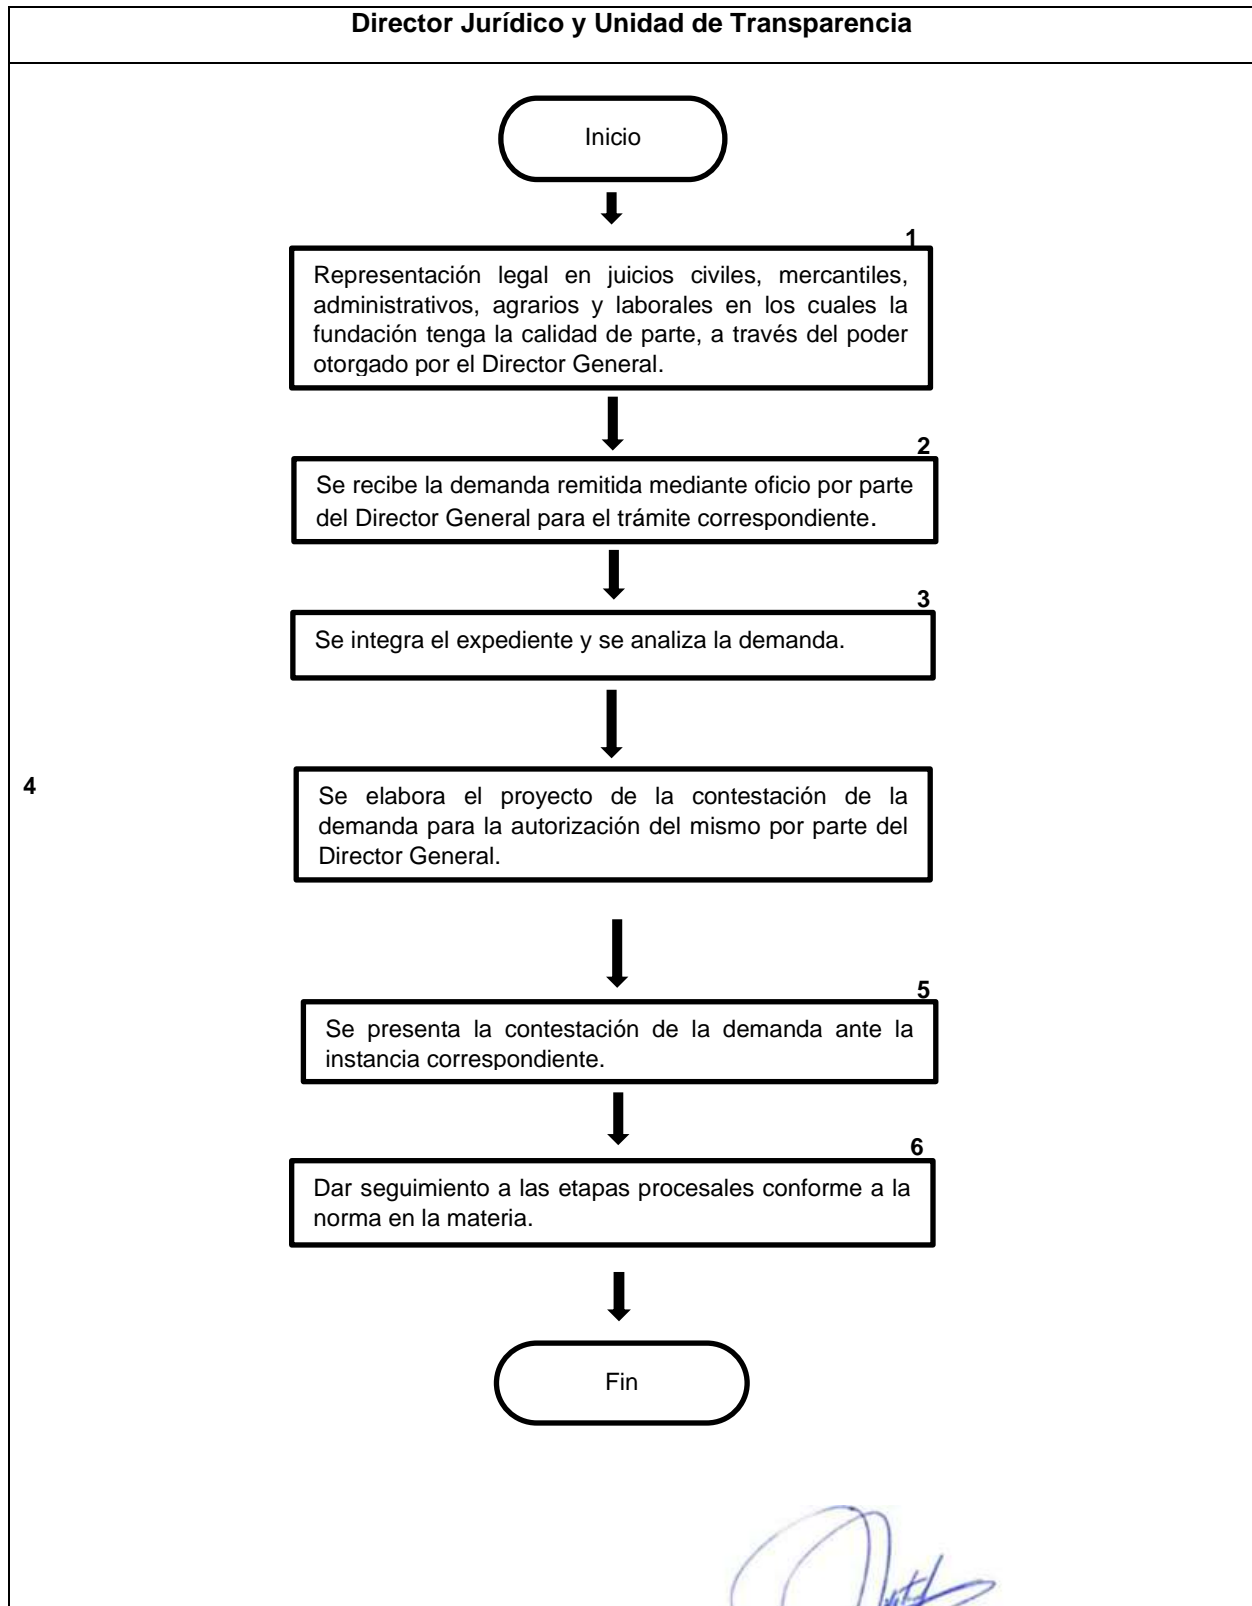 Director Jurídico y Unidad de Transparencia
Inicio
1
Representación legal en juicios civiles, mercantiles,
administrativos, agrarios y laborales en los cuales la
fundación tenga la calidad de parte, a través del poder
otorgado por el Director General.
2
Se recibe la demanda remitida mediante oficio por parte
del Director General para el trámite correspondiente.
3
Se integra el expediente y se analiza la demanda.
4
Se elabora el proyecto de la contestación de la
demanda para la autorización del mismo por parte del
Director General.
5
Se presenta la contestación de la demanda ante la
instancia correspondiente.
6
Dar seguimiento a las etapas procesales conforme a la
norma en la materia.
Fin